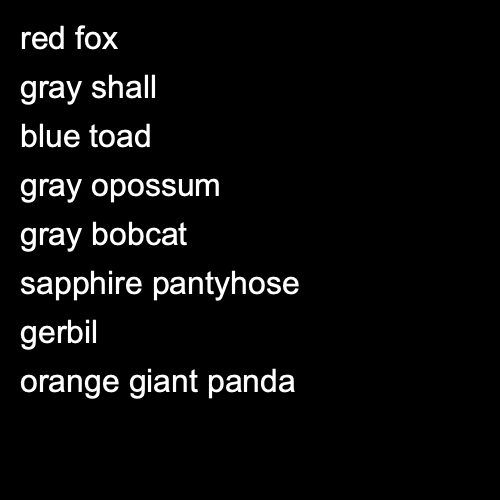 red fox
gray shall
blue toad
gray opossum
gray bobcat
sapphire pantyhose
gerbil
orange giant panda